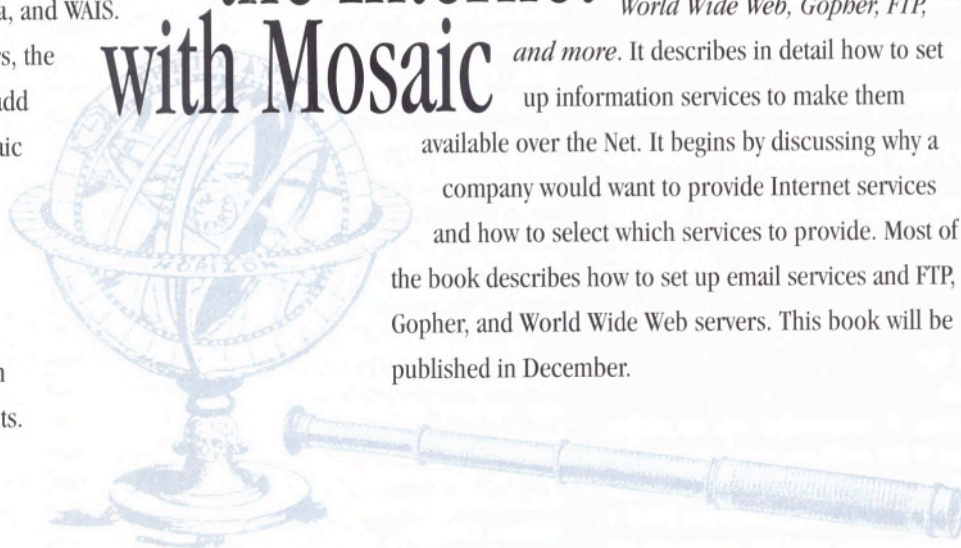 a, and WAIS.
s, the
add
aic
n
ts.
the Internet
with Mosaic
World Wide Web, Gopher, FTP,
and more. It describes in detail how to set
up information services to make them
available over the Net. It begins by discussing why a
company would want to provide Internet services
and how to select which services to provide. Most of
the book describes how to set up email services and FTP,
Gopher, and World Wide Web servers. This book will be
published in December.
HORIZON